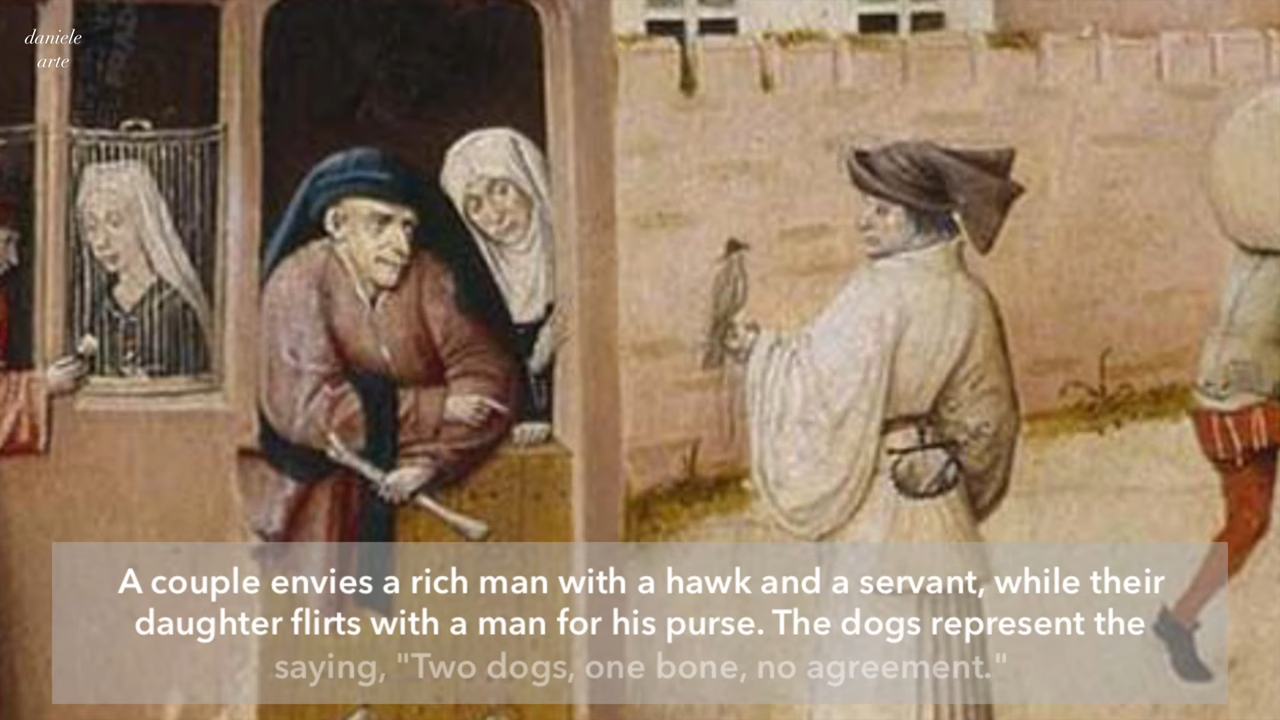 daniele
arte
A couple envies a rich man with a hawk and a servant, while their
daughter flirts with a man for his purse. The dogs represent the
saying, "Two dogs, one bone, no agreement."